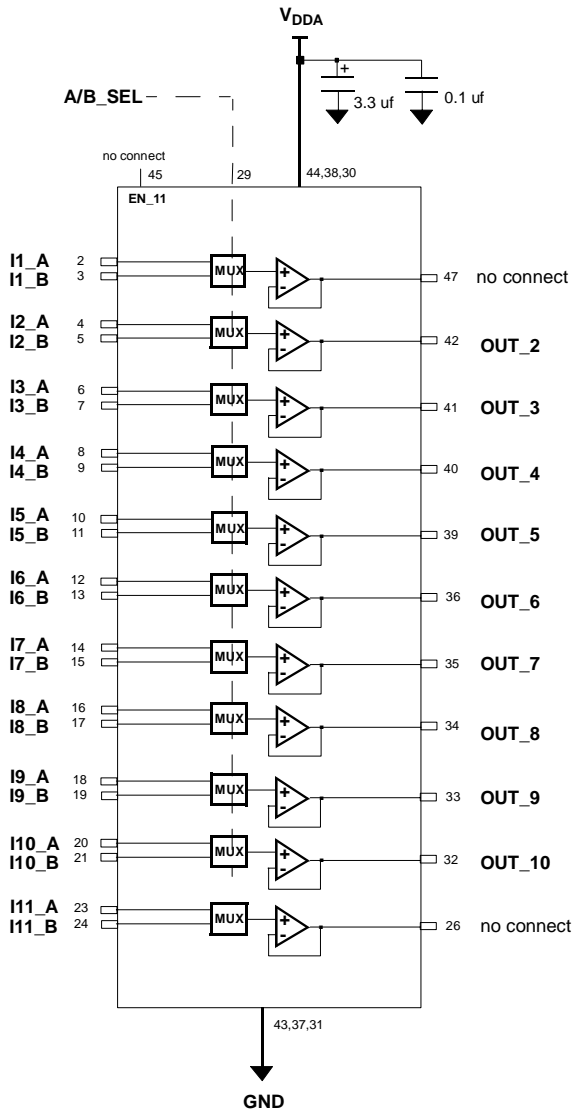 VDDA
+
3.3 uf
0.1 uf
A/B_SEL
no connect
45
29
44,38,30
EN_11
I1_A 2
I1_B 3
MUX
+
-
47 no connect
I2_A 4
I2_B 5
MUX
+
-
42 OUT_2
I3_A 6
I3_B 7
MUX
+
-
41 OUT_3
I4_A 8
I4_B 9
MUX
+
-
40 OUT_4
I5_A 10
I5_B 11
MUX
+
-
39 OUT_5
I6_A 12
I6_B 13
MUX
+
-
36 OUT_6
I7_A 14
I7_B 15
MUX
+
-
35 OUT_7
I8_A 16
I8_B 17
MUX
+
-
34 OUT_8
I9_A 18
I9_B 19
MUX
+
-
33 OUT_9
I10_A 20
I10_B 21
MUX
+
-
32 OUT_10
I11_A 23
I11_B 24
MUX
+
-
26 no connect
43,37,31
GND